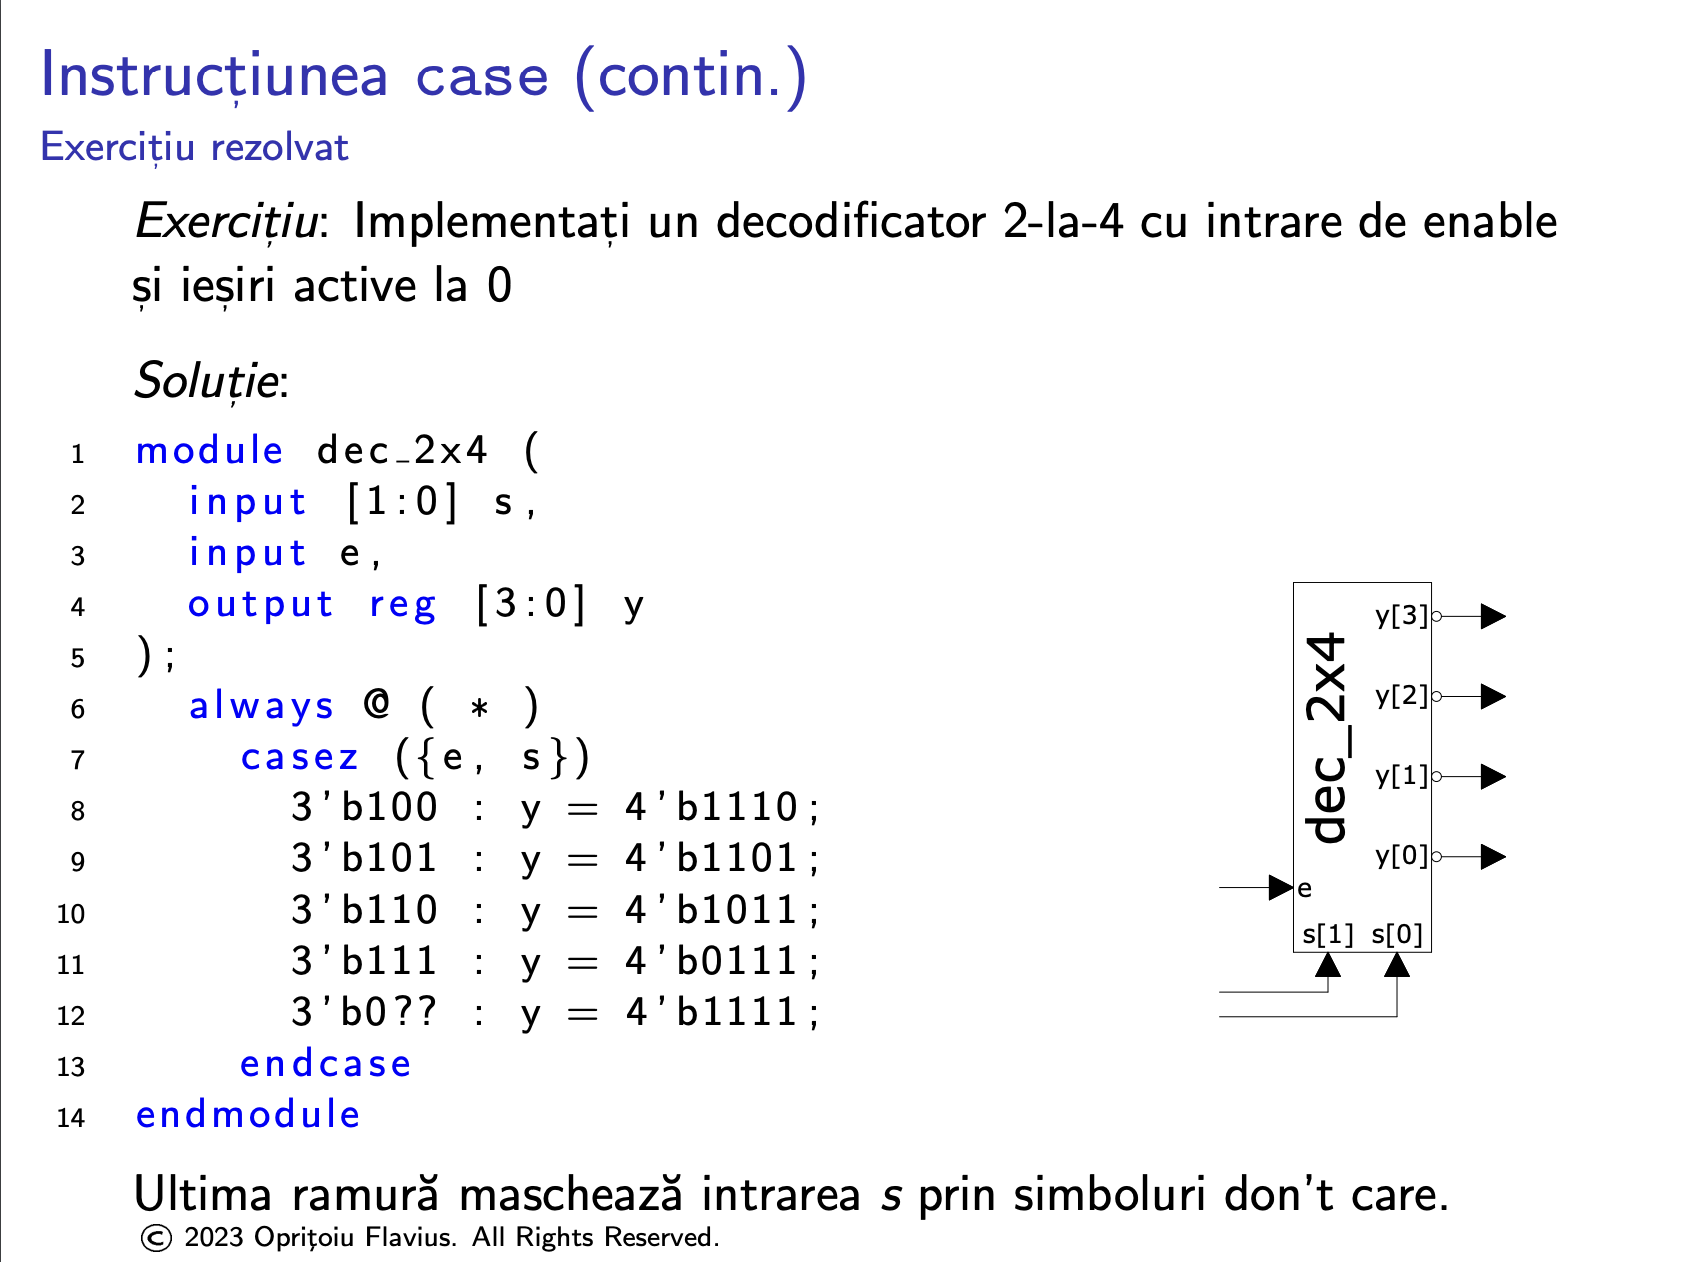 Instrucțiunea case (contin.)
Exercițiu rezolvat
Exercițiu: Implementați un decodificator 2-la-4 cu intrare de enable
și ieșiri active la 0
Soluție:
1 module dec_2x4 (
2 input [1:0] s,
3 input e,
4 output reg [3:0] y
5 );
6 always @ ( * )
7 casez ({e, s})
8 3'b100 : y = 4'b1110;
9 3'b101 : y = 4'b1101;
10 3'b110 : y = 4'b1011;
11 3'b111 : y = 4'b0111;
12 3'b0?? : y = 4'b1111;
13 endcase
14 endmodule
dec_2x4
y[3]
y[2]
y[1]
y[0]
e
s[1] s[0]
Ultima ramură maschează intrarea s prin simboluri don't care.
© 2023 Oprițoiu Flavius. All Rights Reserved.